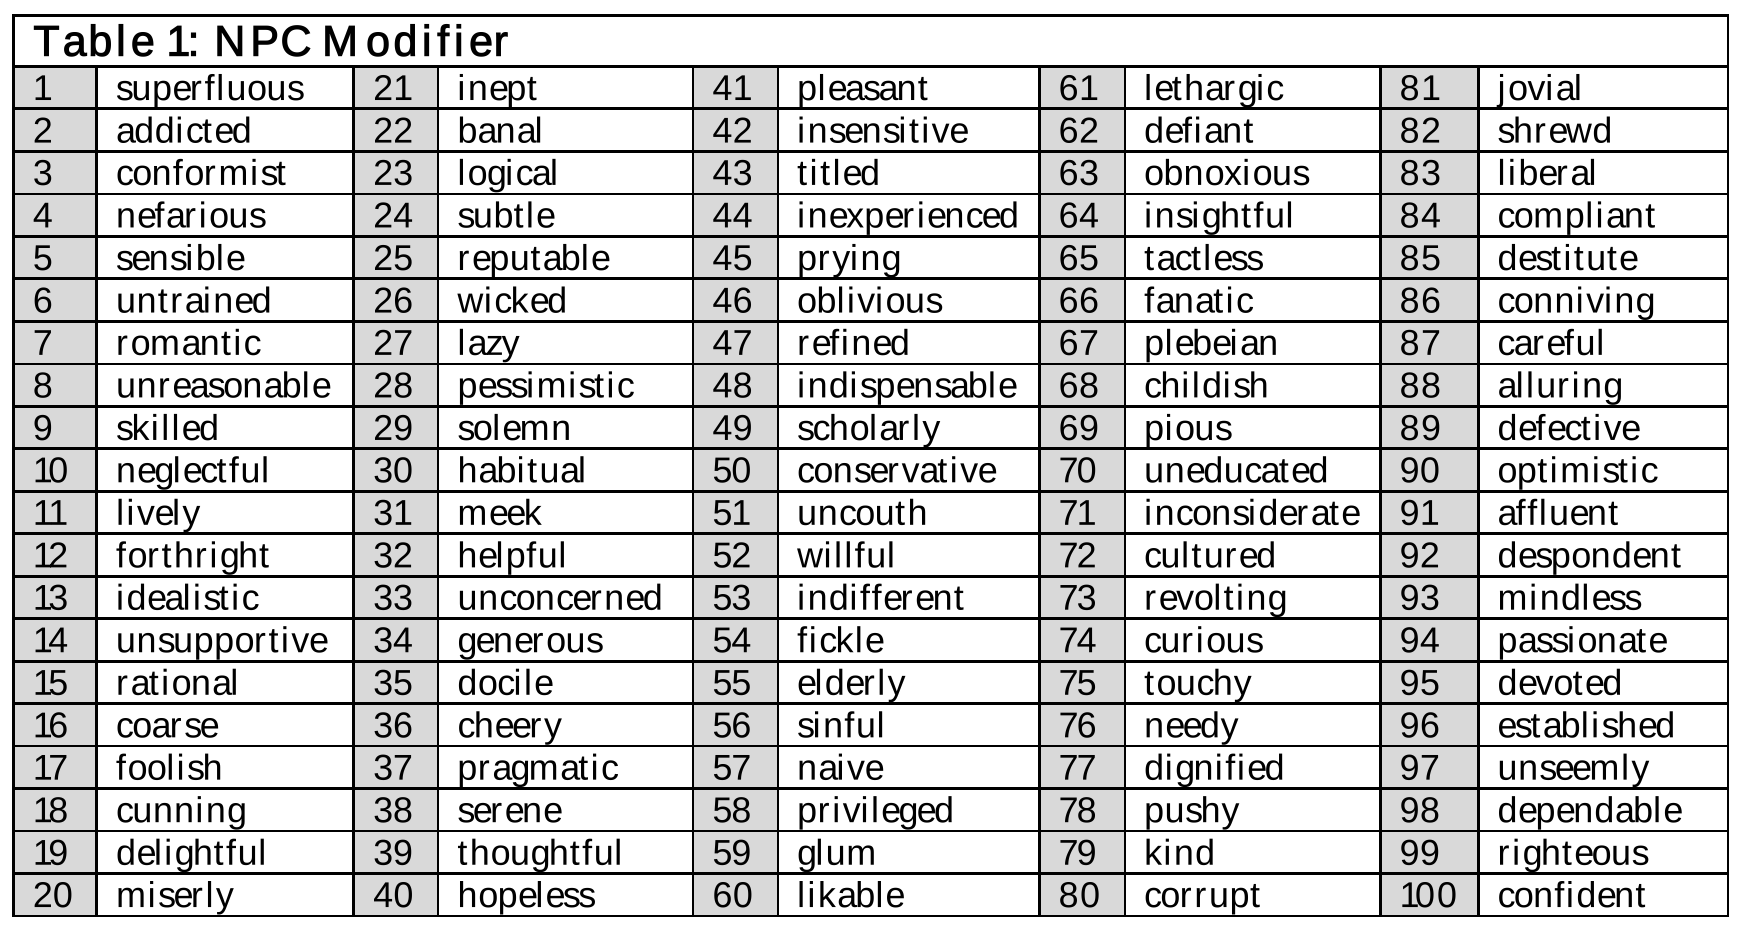 Table 1: NPC Modifier
1 superfluous 21 inept 41 pleasant 61 lethargic 81 jovial
2 addicted 22 banal 42 insensitive 62 defiant 82 shrewd
3 conformist 23 logical 43 titled 63 obnoxious 83 liberal
4 nefarious 24 subtle 44 inexperienced 64 insightful 84 compliant
5 sensible 25 reputable 45 prying 65 tactless 85 destitute
6 untrained 26 wicked 46 oblivious 66 fanatic 86 conniving
7 romantic 27 lazy 47 refined 67 plebeian 87 careful
8 unreasonable 28 pessimistic 48 indispensable 68 childish 88 alluring
9 skilled 29 solemn 49 scholarly 69 pious 89 defective
10 neglectful 30 habitual 50 conservative 70 uneducated 90 optimistic
11 lively 31 meek 51 uncouth 71 inconsiderate 91 affluent
12 forthright 32 helpful 52 willful 72 cultured 92 despondent
13 idealistic 33 unconcerned 53 indifferent 73 revolting 93 mindless
14 unsupportive 34 generous 54 fickle 74 curious 94 passionate
15 rational 35 docile 55 elderly 75 touchy 95 devoted
16 coarse 36 cheery 56 sinful 76 needy 96 established
17 foolish 37 pragmatic 57 naive 77 dignified 97 unseemly
18 cunning 38 serene 58 privileged 78 pushy 98 dependable
19 delightful 39 thoughtful 59 glum 79 kind 99 righteous
20 miserly 40 hopeless 60 likable 80 corrupt 100 confident